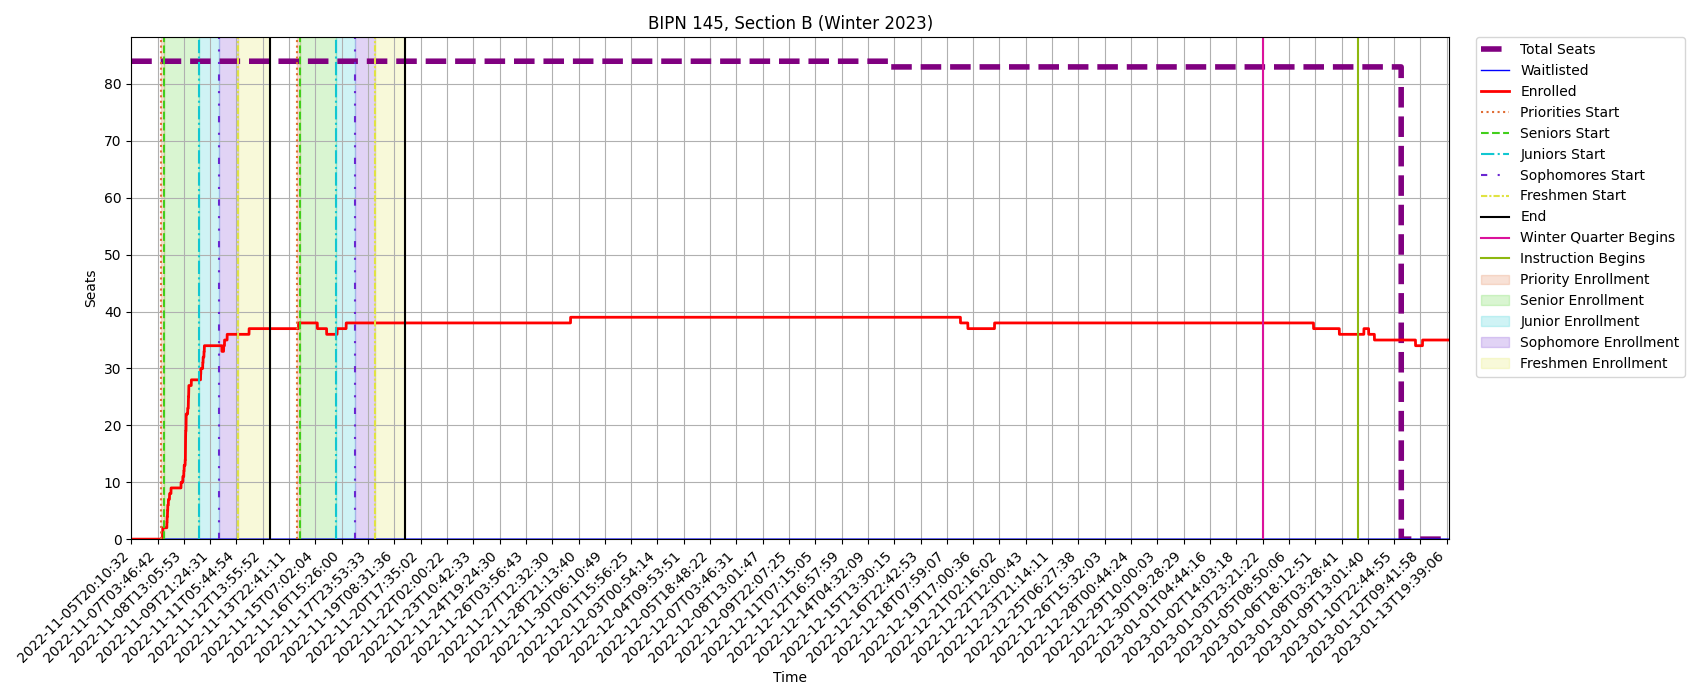 BIPN 145, Section B (Winter 2023)
Seats
80
70
60
50
40
30
20
10
0
2022-11-05T20:10:32
2022-11-07T03:46:42
2022-11-08T13:05:53
2022-11-09T21:24:31
2022-11-11T05:44:54
2022-11-12T13:55:52
2022-11-13T22:41:11
2022-11-15T07:02:04
2022-11-16T15:26:00
2022-11-17T23:53:33
2022-11-19T08:31:36
2022-11-20T17:35:02
2022-11-22T02:00:22
2022-11-23T10:42:33
2022-11-24T19:24:30
2022-11-26T03:56:43
2022-11-27T12:32:30
2022-11-28T21:13:40
2022-11-30T06:10:49
2022-12-01T15:56:25
2022-12-03T00:54:14
2022-12-04T09:53:51
2022-12-05T18:48:22
2022-12-07T03:46:31
2022-12-08T13:01:47
2022-12-09T22:07:25
2022-12-11T07:15:05
2022-12-12T16:57:59
2022-12-14T04:32:09
2022-12-15T13:30:15
2022-12-16T22:42:53
2022-12-18T07:59:07
2022-12-19T17:00:36
2022-12-21T02:16:02
2022-12-22T12:00:43
2022-12-23T21:14:11
2022-12-25T06:27:38
2022-12-26T15:32:03
2022-12-28T00:44:24
2022-12-29T10:00:03
2022-12-30T19:28:29
2023-01-01T04:44:16
2023-01-02T14:03:18
2023-01-03T23:21:22
2023-01-05T08:50:06
2023-01-06T18:12:51
2023-01-08T03:28:41
2023-01-09T13:01:40
2023-01-10T22:44:55
2023-01-12T09:41:58
2023-01-13T19:39:06
Time
Total Seats
Waitlisted
Enrolled
Priorities Start
Seniors Start
Juniors Start
Sophomores Start
Freshmen Start
End
Winter Quarter Begins
Instruction Begins
Priority Enrollment
Senior Enrollment
Junior Enrollment
Sophomore Enrollment
Freshmen Enrollment